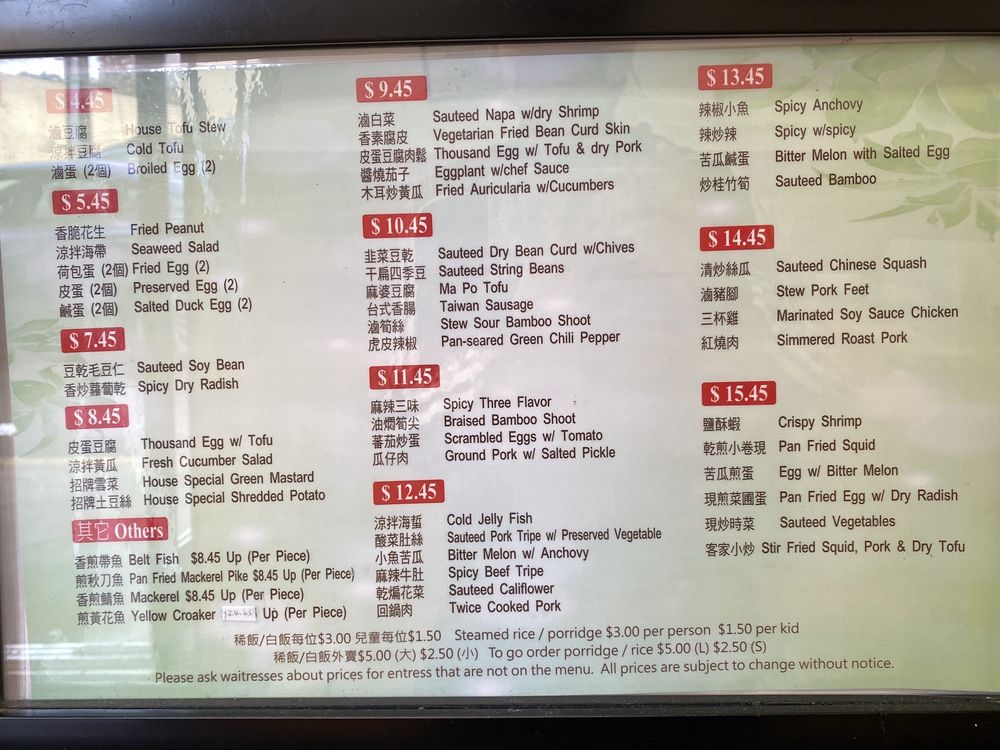 $ 4.45
滷豆腐 House Tofu Stew
涼拌豆腐 Cold Tofu
滷蛋 (2個) Broiled Egg (2)
$ 5.45
香脆花生 Fried Peanut
涼拌海帶 Seaweed Salad
荷包蛋 (2個) Fried Egg (2)
皮蛋 (2個) Preserved Egg (2)
鹹蛋 (2個) Salted Duck Egg (2)
$ 7.45
豆乾毛豆仁 Sauteed Soy Bean
香炒蘿蔔乾 Spicy Dry Radish
$ 8.45
皮蛋豆腐 Thousand Egg w/ Tofu
涼拌黃瓜 Fresh Cucumber Salad
招牌雪菜 House Special Green Mastard
招牌土豆絲 House Special Shredded Potato
其它 Others
香煎帶魚 Belt Fish $8.45 Up (Per Piece)
煎秋刀魚 Pan Fried Mackerel Pike $8.45 Up (Per Piece)
香煎鯖魚 Mackerel $8.45 Up (Per Piece)
煎黃花魚 Yellow Croaker Up (Per Piece)
$ 9.45
滷白菜 Sauteed Napa w/dry Shrimp
香素腐皮 Vegetarian Fried Bean Curd Skin
皮蛋豆腐肉鬆 Thousand Egg w/ Tofu & dry Pork
醬燒茄子 Eggplant w/chef Sauce
木耳炒黃瓜 Fried Auricularia w/Cucumbers
$ 10.45
韭菜豆乾 Sauteed Dry Bean Curd w/Chives
干扁四季豆 Sauteed String Beans
麻婆豆腐 Ma Po Tofu
台式香腸 Taiwan Sausage
滷筍絲 Stew Sour Bamboo Shoot
虎皮辣椒 Pan-seared Green Chili Pepper
$ 11.45
麻辣三味 Spicy Three Flavor
油燜筍尖 Braised Bamboo Shoot
蕃茄炒蛋 Scrambled Eggs w/ Tomato
瓜仔肉 Ground Pork w/ Salted Pickle
$ 12.45
涼拌海蜇 Cold Jelly Fish
酸菜肚絲 Sauteed Pork Tripe w/ Preserved Vegetable
小魚苦瓜 Bitter Melon w/ Anchovy
麻辣牛肚 Spicy Beef Tripe
乾煸花菜 Sauteed Califlower
回鍋肉 Twice Cooked Pork
$ 13.45
辣椒小魚 Spicy Anchovy
辣炒辣 Spicy w/spicy
苦瓜鹹蛋 Bitter Melon with Salted Egg
炒桂竹筍 Sauteed Bamboo
$ 14.45
清炒絲瓜 Sauteed Chinese Squash
滷豬腳 Stew Pork Feet
三杯雞 Marinated Soy Sauce Chicken
紅燒肉 Simmered Roast Pork
$ 15.45
鹽酥蝦 Crispy Shrimp
乾煎小卷現 Pan Fried Squid
苦瓜煎蛋 Egg w/ Bitter Melon
現煎菜圃蛋 Pan Fried Egg w/ Dry Radish
現炒時菜 Sauteed Vegetables
客家小炒 Stir Fried Squid, Pork & Dry Tofu
稀飯/白飯每位$3.00 兒童每位$1.50 Steamed rice / porridge $3.00 per person $1.50 per kid
稀飯/白飯外賣$5.00 (大) $2.50 (小) To go order porridge / rice $5.00 (L) $2.50 (S)
Please ask waitresses about prices for entress that are not on the menu. All prices are subject to change without notice.